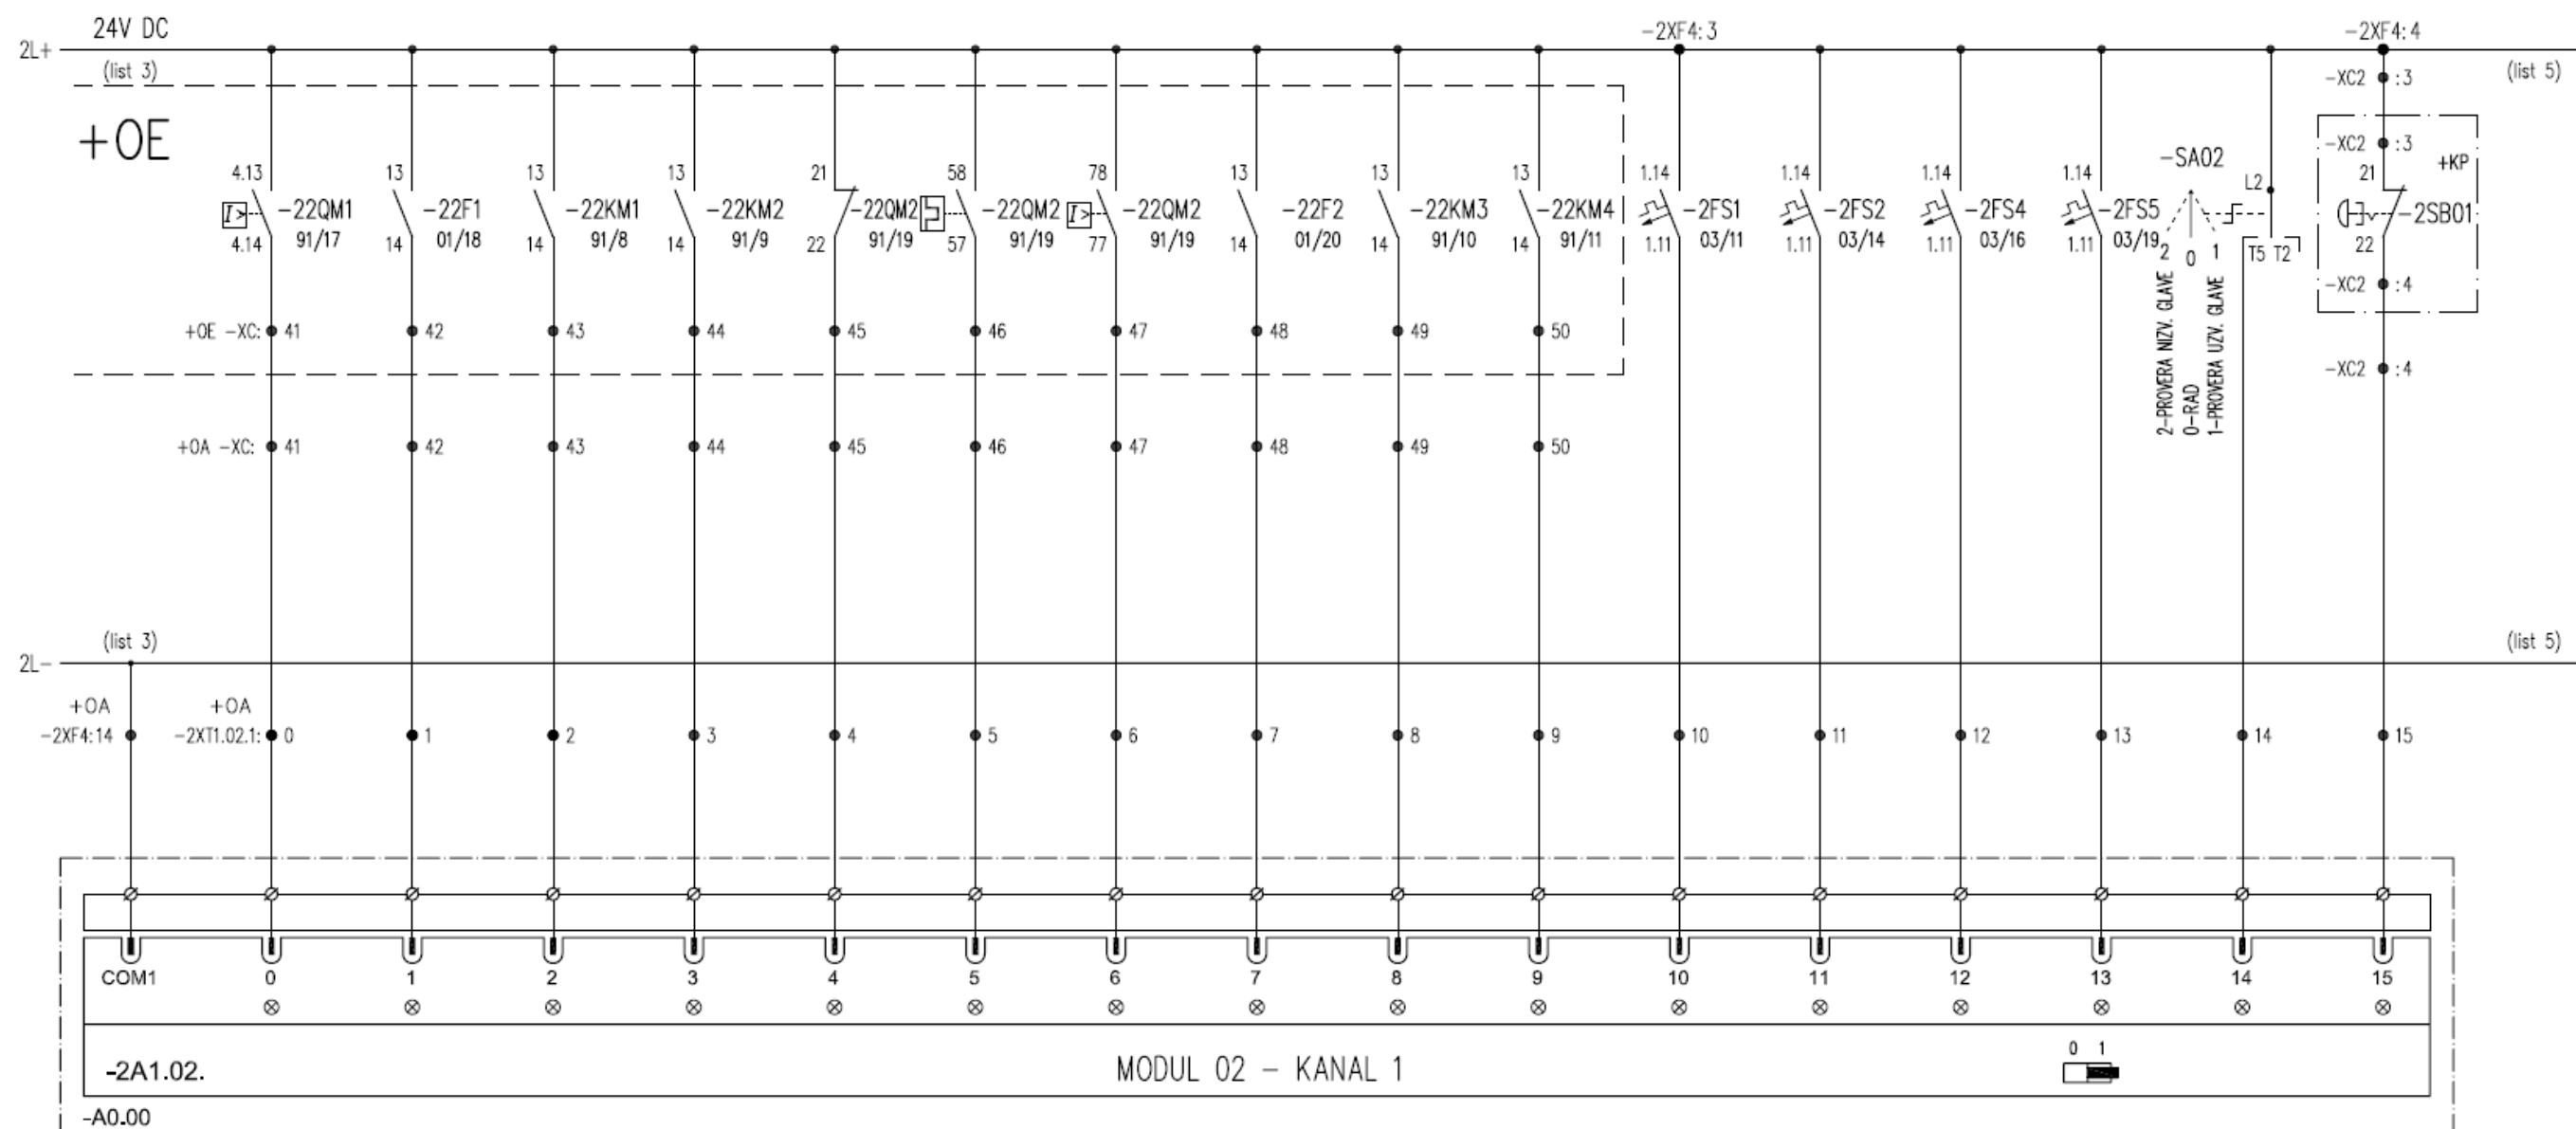 24V DC
-2XF4:3
-2XF4:4
2L+
(list 3)
(list 5)
-XC2 :3
+OE
-XC2 :3
+KP
4.13 13 13 13 21 58 78 13 13 13 1.14 1.14 1.14 1.14 -SA02 L2 21
-22QM1 -22F1 -22KM1 -22KM2 -22QM2 -22QM2 -22QM2 -22F2 -22KM3 -22KM4 -2FS1 -2FS2 -2FS4 -2FS5 -2SB01
91/17 01/18 91/8 91/9 91/19 91/19 91/19 01/20 91/10 91/11 03/11 03/14 03/16 03/19
4.14 14 14 14 22 57 77 14 14 14 1.11 1.11 1.11 1.11 2 0 1 T5 T2 22
2-PROVERA NIZV. GLAVE
0-RAD
1-PROVERA UZV. GLAVE
-XC2 :4
+OE -XC: 41 42 43 44 45 46 47 48 49 50
-XC2 :4
+OA -XC: 41 42 43 44 45 46 47 48 49 50
(list 3)
(list 5)
2L-
+OA +OA
-2XF4:14 -2XT1.02.1: 0 1 2 3 4 5 6 7 8 9 10 11 12 13 14 15
COM1 0 1 2 3 4 5 6 7 8 9 10 11 12 13 14 15
0 1
-2A1.02. MODUL 02 - KANAL 1
-A0.00